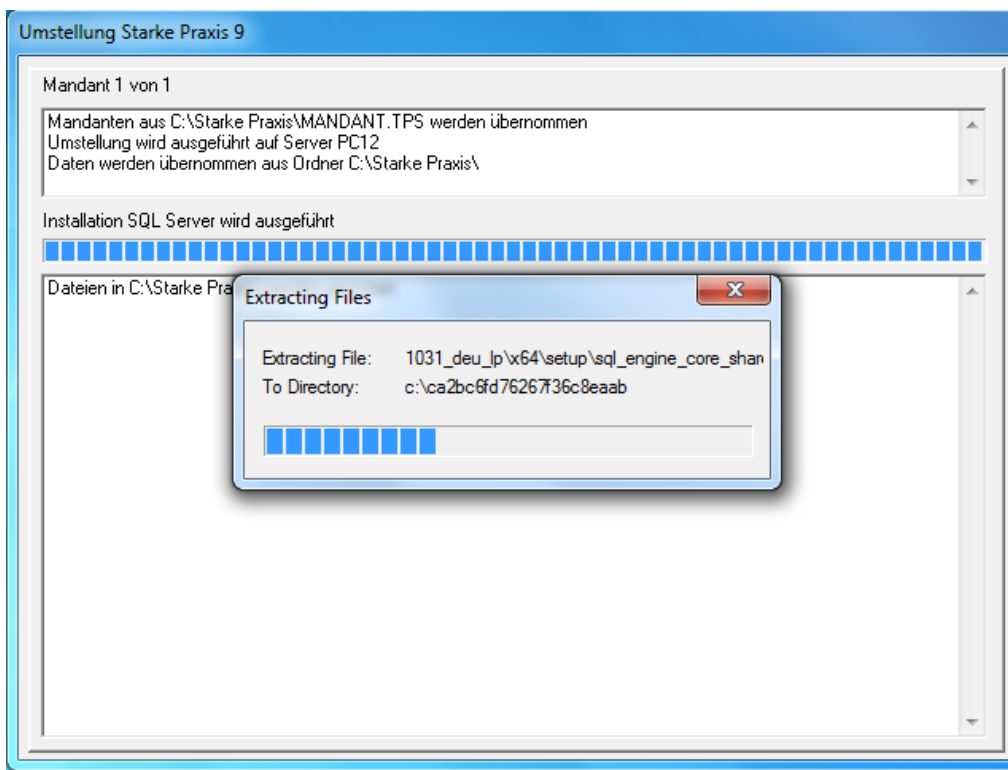 Umstellung Starke Praxis 9
Mandant 1 von 1
Mandanten aus C:\Starke Praxis\MANDANT.TPS werden übernommen
Umstellung wird ausgeführt auf Server PC12
Daten werden übernommen aus Ordner C:\Starke Praxis\
Installation SQL Server wird ausgeführt
Dateien in C:\Starke Pra
Extracting Files
Extracting File: 1031_deu_lp\x64\setup\sql_engine_core_shar
To Directory: c:\ca2bc6fd76267f36c8eaab